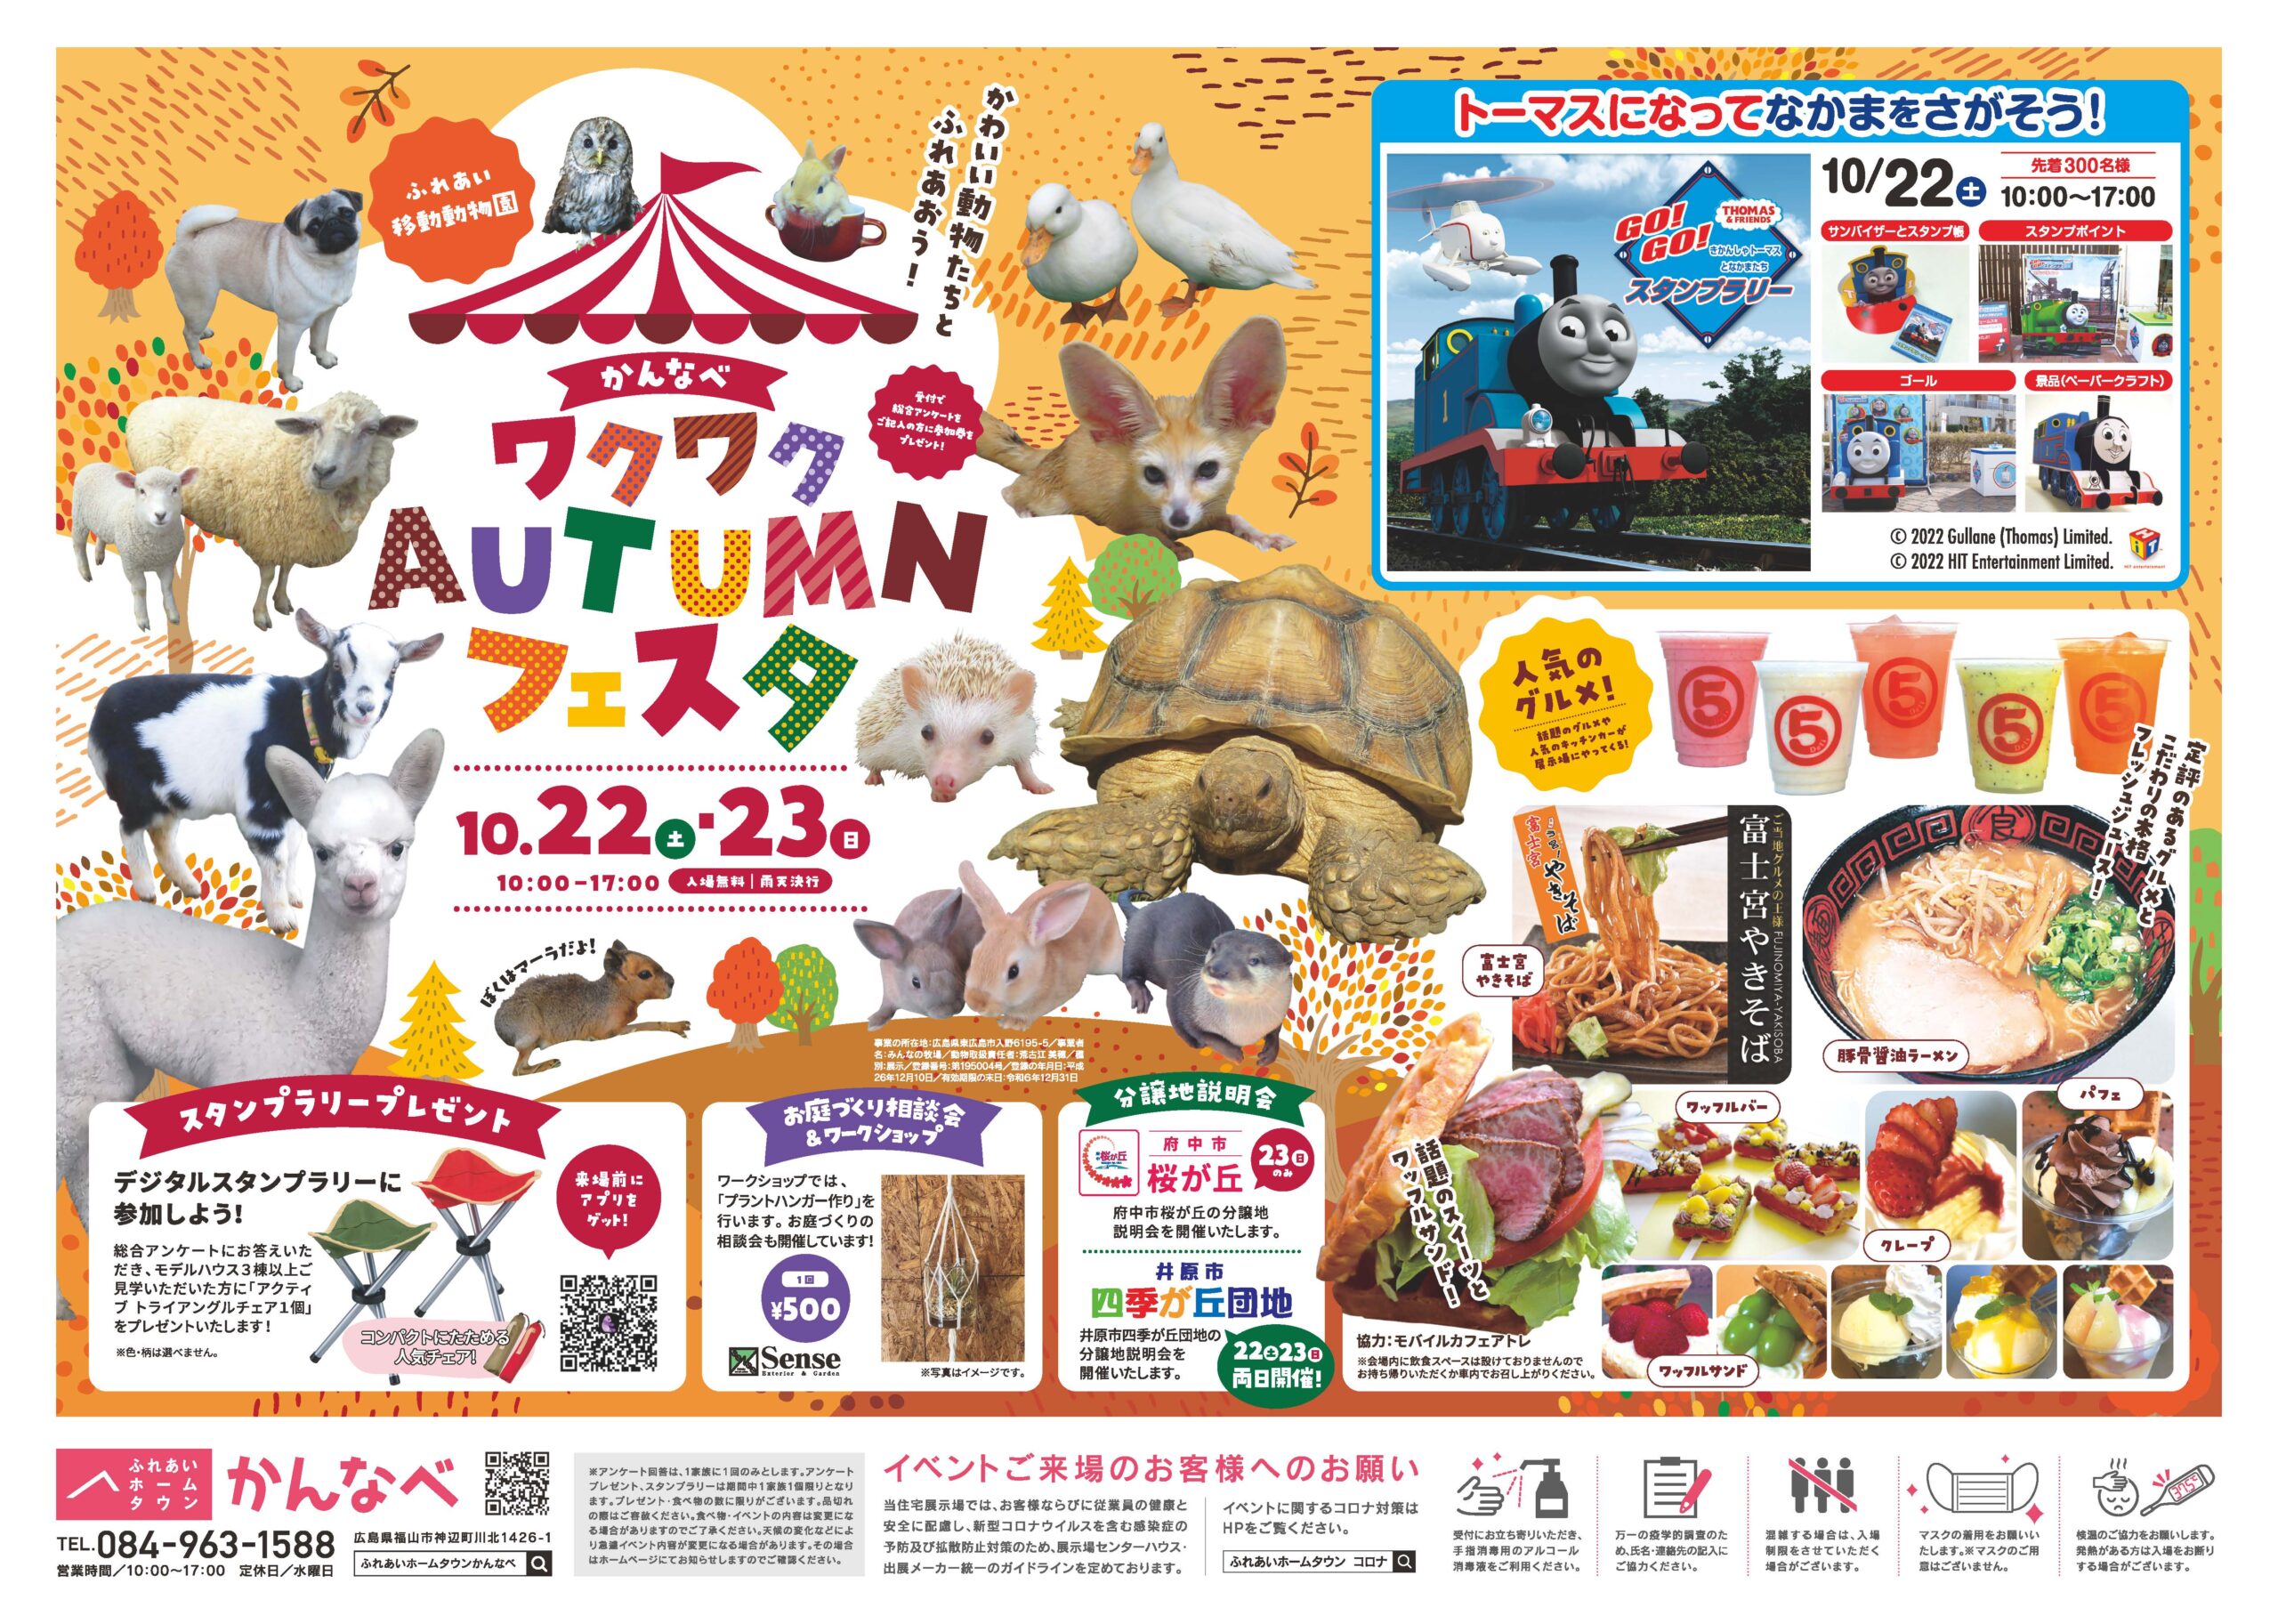 ふれあい
移動動物園
かわいい動物たちと
ふれあおう!
かんなべ
ワクワク
AUTUMN
フェスタ
受付で
総合アンケートを
ご記入の方に参加券を
プレゼント!
10.22土・23日
10:00-17:00 入場無料|雨天決行
ぼくはマーラだよ!
事業の所在地:広島県東広島市入野6195-5/事業者
名:みんなの牧場/動物取扱責任者:荒古江 美穂/種
別:展示/登録番号:第195004号/登録の年月日:平成
26年12月10日/有効期限の末日:令和6年12月31日
トーマスになってなかまをさがそう!
GO!
GO!
THOMAS
& FRIENDS
きかんしゃトーマス
となかまたち
スタンプラリー
10/22土
先着300名様
10:00〜17:00
サンバイザーとスタンプ帳
スタンプポイント
ゴール
景品(ペーパークラフト)
© 2022 Gullane (Thomas) Limited.
© 2022 HIT Entertainment Limited.
人気の
グルメ!
話題のグルメや
人気のキッチンカーが
展示場にやってくる!
定評のあるグルメと
こだわりの本格
フレッシュジュース!
富士宮
やきそば
ご当地グルメの王様 FUJINOMIYA-YAKISOBA
富士宮やきそば
富士宮
やきそば
豚骨醤油ラーメン
話題のスイーツと
ワッフルサンド!
ワッフルバー
クレープ
パフェ
ワッフルサンド
協力:モバイルカフェアトレ
※会場内に飲食スペースは設けておりませんので
お持ち帰りいただくか車内でお召し上がりください。
スタンプラリープレゼント
デジタルスタンプラリーに
参加しよう!
総合アンケートにお答えいた
だき、モデルハウス3棟以上ご
見学いただいた方に「アクティ
ブ トライアングルチェア1個」
をプレゼントいたします!
※色・柄は選べません。
コンパクトにたためる
人気チェア!
来場前に
アプリを
ゲット!
お庭づくり相談会
&ワークショップ
ワークショップでは、
「プラントハンガー作り」を
行います。お庭づくりの
相談会も開催しています!
1回
¥500
Sense
Exterior & Garden
※写真はイメージです。
分譲地説明会
桜が丘
府中市
桜が丘
23日
のみ
府中市桜が丘の分譲地
説明会を開催いたします。
井原市
四季が丘団地
井原市四季が丘団地の
分譲地説明会を
開催いたします。
22土23日
両日開催!
ふれあい
ホーム
タウン
かんなべ
TEL.084-963-1588
営業時間/10:00〜17:00 定休日/水曜日
広島県福山市神辺町川北1426-1
ふれあいホームタウンかんなべ
※アンケート回答は、1家族に1回のみとします。アンケート
プレゼント、スタンプラリーは期間中1家族1個限りとなり
ます。プレゼント・食べ物の数に限りがございます。品切れ
の際はご容赦ください。食べ物・イベントの内容は変更にな
る場合がありますのでご了承ください。天候の変化などによ
り急遽イベント内容が変更になる場合があります。その場合
はホームページにてお知らせしますのでご確認ください。
イベントご来場のお客様へのお願い
当住宅展示場では、お客様ならびに従業員の健康と
安全に配慮し、新型コロナウイルスを含む感染症の
予防及び拡散防止対策のため、展示場センターハウス・
出展メーカー統一のガイドラインを定めております。
イベントに関するコロナ対策は
HPをご覧ください。
ふれあいホームタウン コロナ
受付にお立ち寄りいただき、
手指消毒用のアルコール
消毒液をご利用ください。
万一の疫学的調査のた
め、氏名・連絡先の記入に
ご協力ください。
混雑する場合は、入場
制限をさせていただく
場合がございます。
マスクの着用をお願いい
たします。※マスクのご用
意はございません。
37.5℃
検温のご協力をお願いします。
発熱がある方は入場をお断り
する場合がございます。